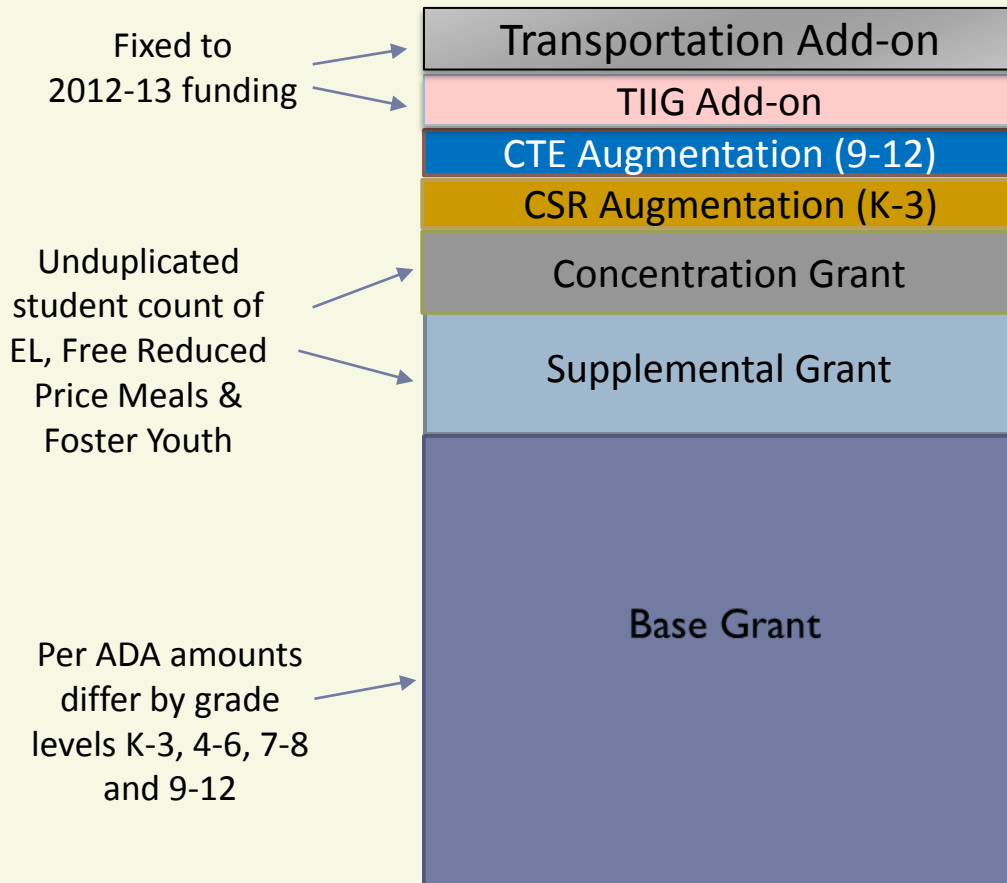 Fixed to
2012-13 funding
Transportation Add-on
TIIG Add-on
CTE Augmentation (9-12)
CSR Augmentation (K-3)
Unduplicated
student count of
EL, Free Reduced
Price Meals &
Foster Youth
Concentration Grant
Supplemental Grant
Base Grant
Per ADA amounts
differ by grade
levels K-3, 4-6, 7-8
and 9-12